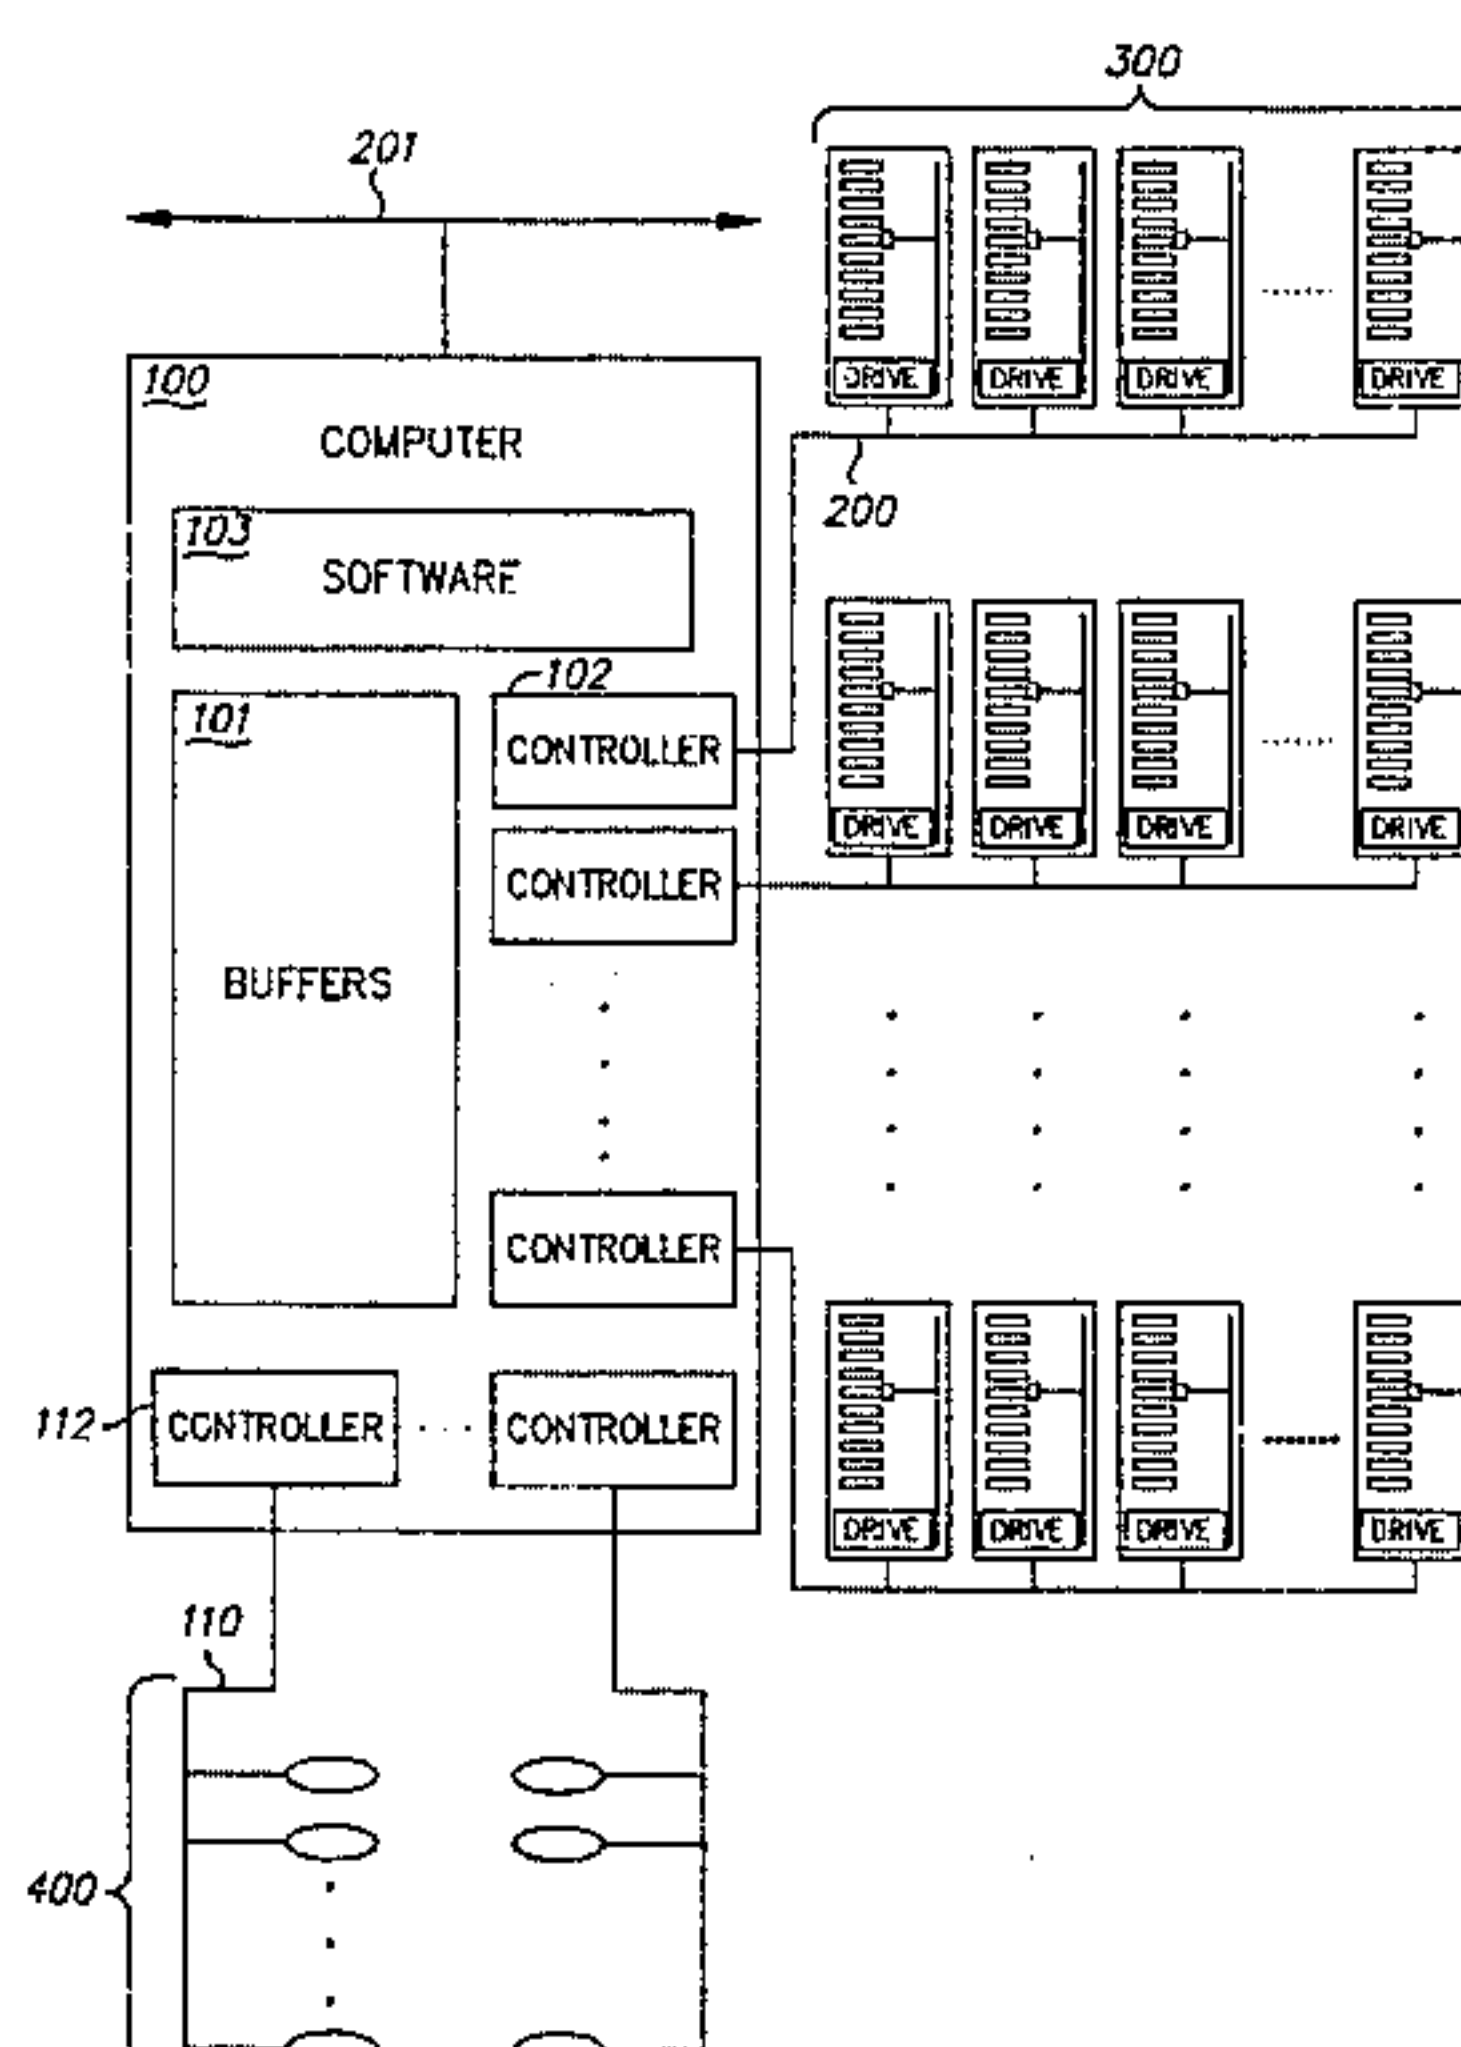 300
201
DRIVE DRIVE DRIVE DRIVE
100
COMPUTER
200
103
SOFTWARE
102
101
CONTROLLER
DRIVE DRIVE DRIVE DRIVE
CONTROLLER
BUFFERS
CONTROLLER
112 CONTROLLER CONTROLLER
DRIVE DRIVE DRIVE DRIVE
110
400